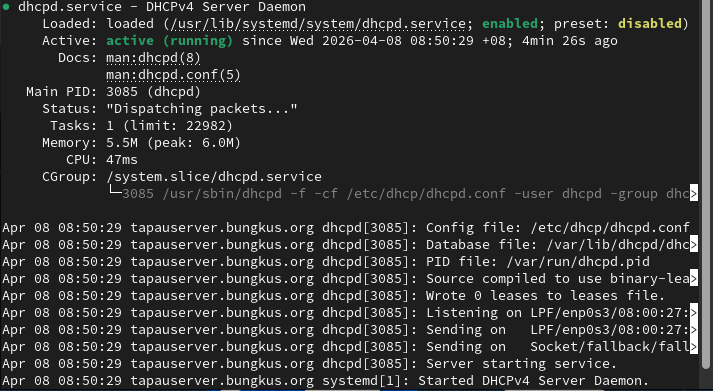 ● dhcpd.service - DHCPv4 Server Daemon
     Loaded: loaded (/usr/lib/systemd/system/dhcpd.service; enabled; preset: disabled)
     Active: active (running) since Wed 2026-04-08 08:50:29 +08; 4min 26s ago
       Docs: man:dhcpd(8)
             man:dhcpd.conf(5)
   Main PID: 3085 (dhcpd)
     Status: "Dispatching packets..."
      Tasks: 1 (limit: 22982)
     Memory: 5.5M (peak: 6.0M)
        CPU: 47ms
     CGroup: /system.slice/dhcpd.service
             └─3085 /usr/sbin/dhcpd -f -cf /etc/dhcp/dhcpd.conf -user dhcpd -group dhc>

Apr 08 08:50:29 tapauserver.bungkus.org dhcpd[3085]: Config file: /etc/dhcp/dhcpd.conf
Apr 08 08:50:29 tapauserver.bungkus.org dhcpd[3085]: Database file: /var/lib/dhcpd/dhc>
Apr 08 08:50:29 tapauserver.bungkus.org dhcpd[3085]: PID file: /var/run/dhcpd.pid
Apr 08 08:50:29 tapauserver.bungkus.org dhcpd[3085]: Source compiled to use binary-lea>
Apr 08 08:50:29 tapauserver.bungkus.org dhcpd[3085]: Wrote 0 leases to leases file.
Apr 08 08:50:29 tapauserver.bungkus.org dhcpd[3085]: Listening on LPF/enp0s3/08:00:27:>
Apr 08 08:50:29 tapauserver.bungkus.org dhcpd[3085]: Sending on   LPF/enp0s3/08:00:27:>
Apr 08 08:50:29 tapauserver.bungkus.org dhcpd[3085]: Sending on   Socket/fallback/fall>
Apr 08 08:50:29 tapauserver.bungkus.org dhcpd[3085]: Server starting service.
Apr 08 08:50:29 tapauserver.bungkus.org systemd[1]: Started DHCPv4 Server Daemon.